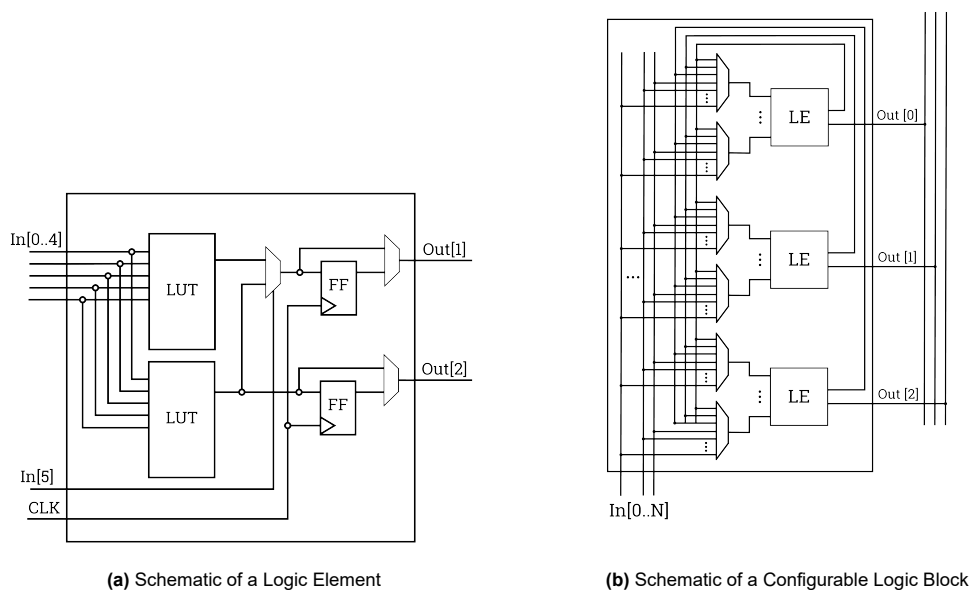 In[0..4]
LUT
FF
Out[1]
LUT
FF
Out[2]
In[5]
CLK
(a) Schematic of a Logic Element
...
LE
Out [0]
...
...
...
LE
Out [1]
...
...
...
...
LE
Out [2]
...
...
...
In[0..N]
(b) Schematic of a Configurable Logic Block